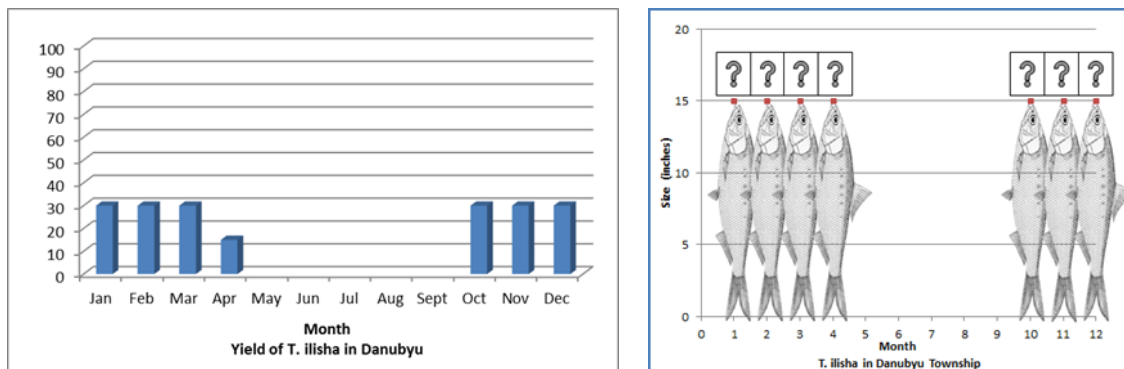 100
90
80
70
60
50
40
30
20
10
0
Jan Feb Mar Apr May Jun Jul Aug Sept Oct Nov Dec
Month
Yield of T. ilisha in Danubyu
20
15
10
5
0
Size (inches)
? ? ? ? ? ? ?
0 1 2 3 4 5 6 7 8 9 10 11 12
Month
T. ilisha in Danubyu Township